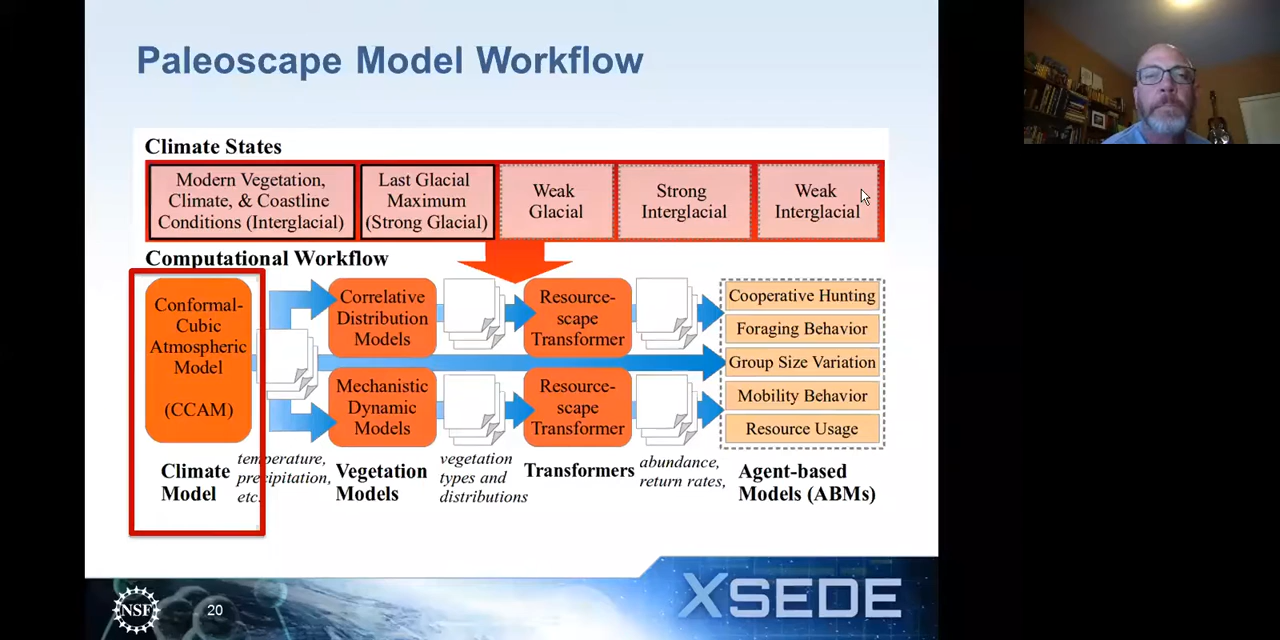 Paleoscape Model Workflow
Climate States
Modern Vegetation,
Climate, & Coastline
Conditions (Interglacial)
Last Glacial
Maximum
(Strong Glacial)
Weak
Glacial
Strong
Interglacial
Weak
Interglacial
Computational Workflow
Conformal-
Cubic
Atmospheric
Model
(CCAM)
Correlative
Distribution
Models
Resource-
scape
Transformer
Mechanistic
Dynamic
Models
Resource-
scape
Transformer
Cooperative Hunting
Foraging Behavior
Group Size Variation
Mobility Behavior
Resource Usage
Climate
Model
temperature,
precipitation,
etc.
Vegetation
Models
vegetation
types and
distributions
Transformers
abundance,
return rates,
Agent-based
Models (ABMs)
NSF
20
XSEDE